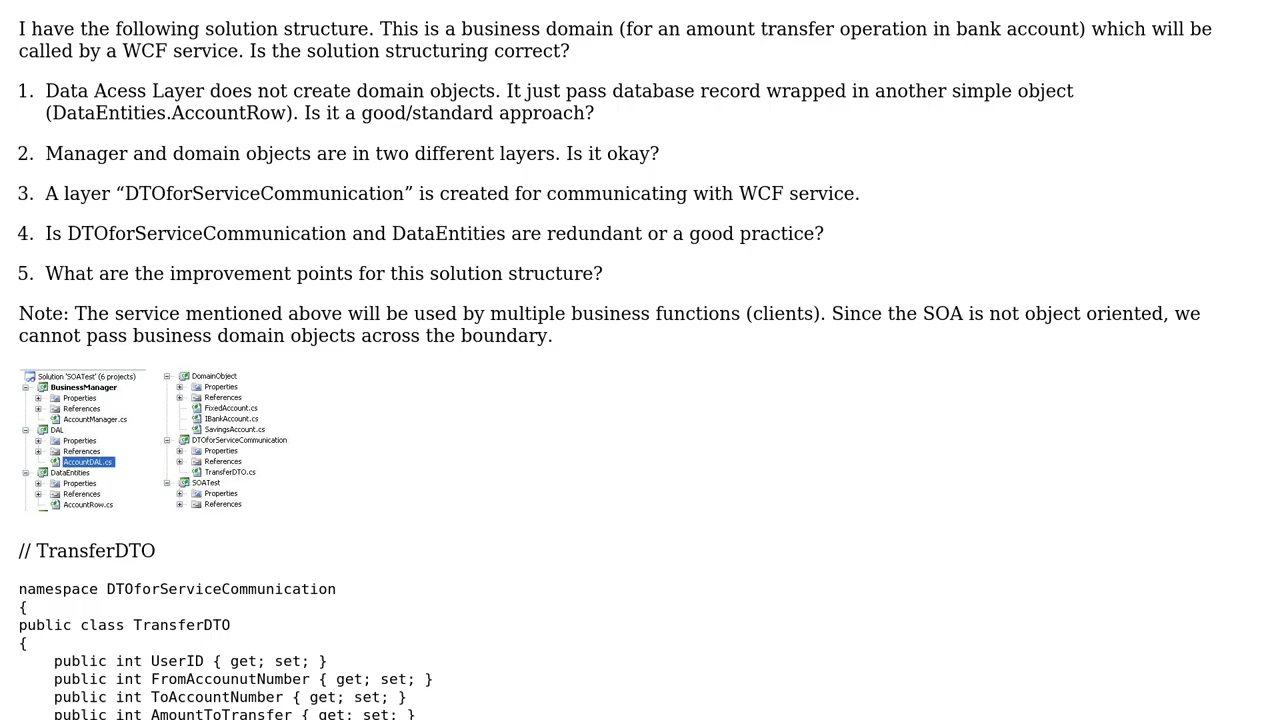 I have the following solution structure. This is a business domain (for an amount transfer operation in bank account) which will be
called by a WCF service. Is the solution structuring correct?
1. Data Acess Layer does not create domain objects. It just pass database record wrapped in another simple object
(DataEntities.AccountRow). Is it a good/standard approach?
2. Manager and domain objects are in two different layers. Is it okay?
3. A layer “DTOforServiceCommunication” is created for communicating with WCF service.
4. Is DTOforServiceCommunication and DataEntities are redundant or a good practice?
5. What are the improvement points for this solution structure?
Note: The service mentioned above will be used by multiple business functions (clients). Since the SOA is not object oriented, we
cannot pass business domain objects across the boundary.
Solution 'SOATest' (6 projects)
BusinessManager
Properties
References
AccountManager.cs
DAL
Properties
References
AccountDAL.cs
DataEntities
Properties
References
AccountRow.cs
DomainObject
Properties
References
FixedAccount.cs
IBankAccount.cs
SavingsAccount.cs
DTOforServiceCommunication
Properties
References
TransferDTO.cs
SOATest
Properties
References
// TransferDTO
namespace DTOforServiceCommunication
{
public class TransferDTO
{
public int UserID { get; set; }
public int FromAccounutNumber { get; set; }
public int ToAccountNumber { get; set; }
public int AmountToTransfer { get; set; }